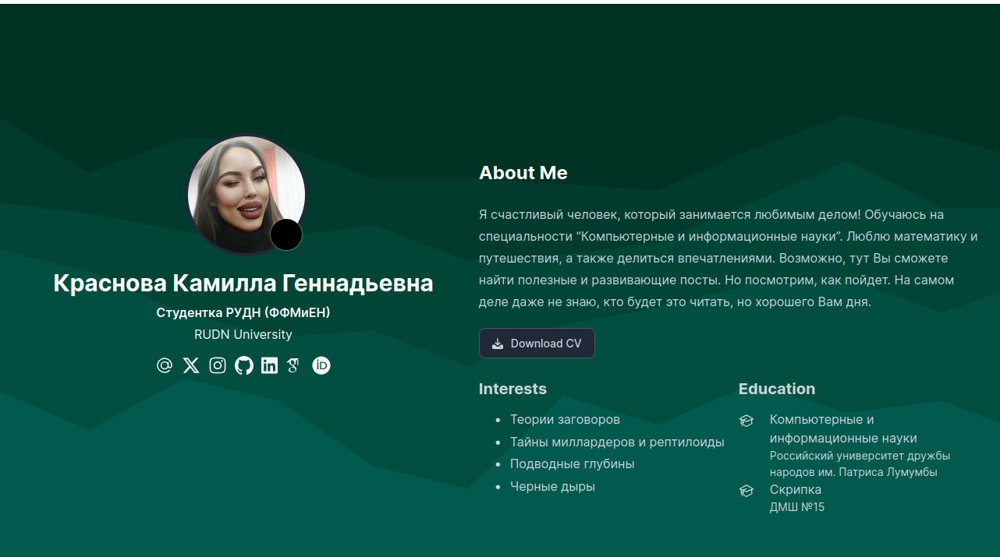 Краснова Камилла Геннадьевна
Студентка РУДН (ФФМиЕН)
RUDN University
About Me
Я счастливый человек, который занимается любимым делом! Обучаюсь на
специальности “Компьютерные и информационные науки”. Люблю математику и
путешествия, а также делиться впечатлениями. Возможно, тут Вы сможете
найти полезные и развивающие посты. Но посмотрим, как пойдет. На самом
деле даже не знаю, кто будет это читать, но хорошего Вам дня.
Download CV
Interests
Теории заговоров
Тайны миллардеров и рептилоиды
Подводные глубины
Черные дыры
Education
Компьютерные и
информационные науки
Российский университет дружбы
народов им. Патриса Лумумбы
Скрипка
ДМШ №15